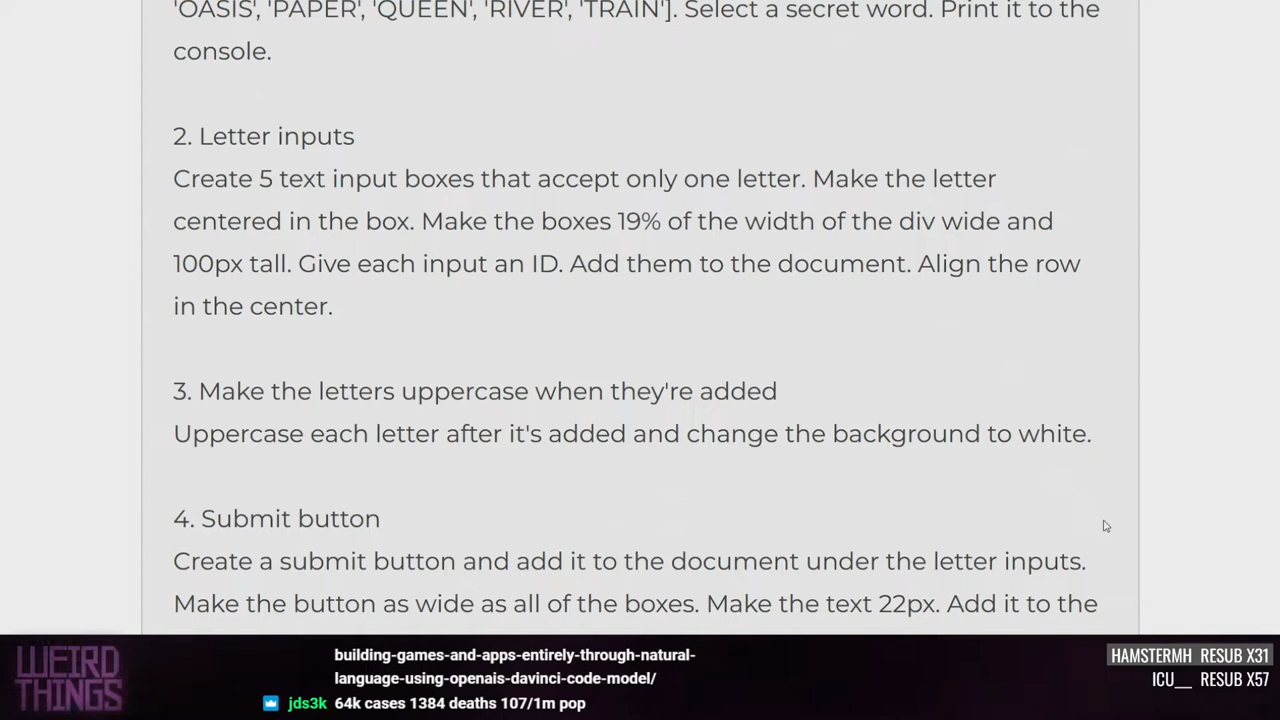 'OASIS', 'PAPER', 'QUEEN', 'RIVER', 'TRAIN']. Select a secret word. Print it to the
console.
2. Letter inputs
Create 5 text input boxes that accept only one letter. Make the letter
centered in the box. Make the boxes 19% of the width of the div wide and
100px tall. Give each input an ID. Add them to the document. Align the row
in the center.
3. Make the letters uppercase when they're added
Uppercase each letter after it's added and change the background to white.
4. Submit button
Create a submit button and add it to the document under the letter inputs.
Make the button as wide as all of the boxes. Make the text 22px. Add it to the
WEIRD
THINGS
building-games-and-apps-entirely-through-natural-
language-using-openais-davinci-code-model/
jds3k 64k cases 1384 deaths 107/1m pop
HAMSTERMH RESUB X31
ICU__ RESUB X57